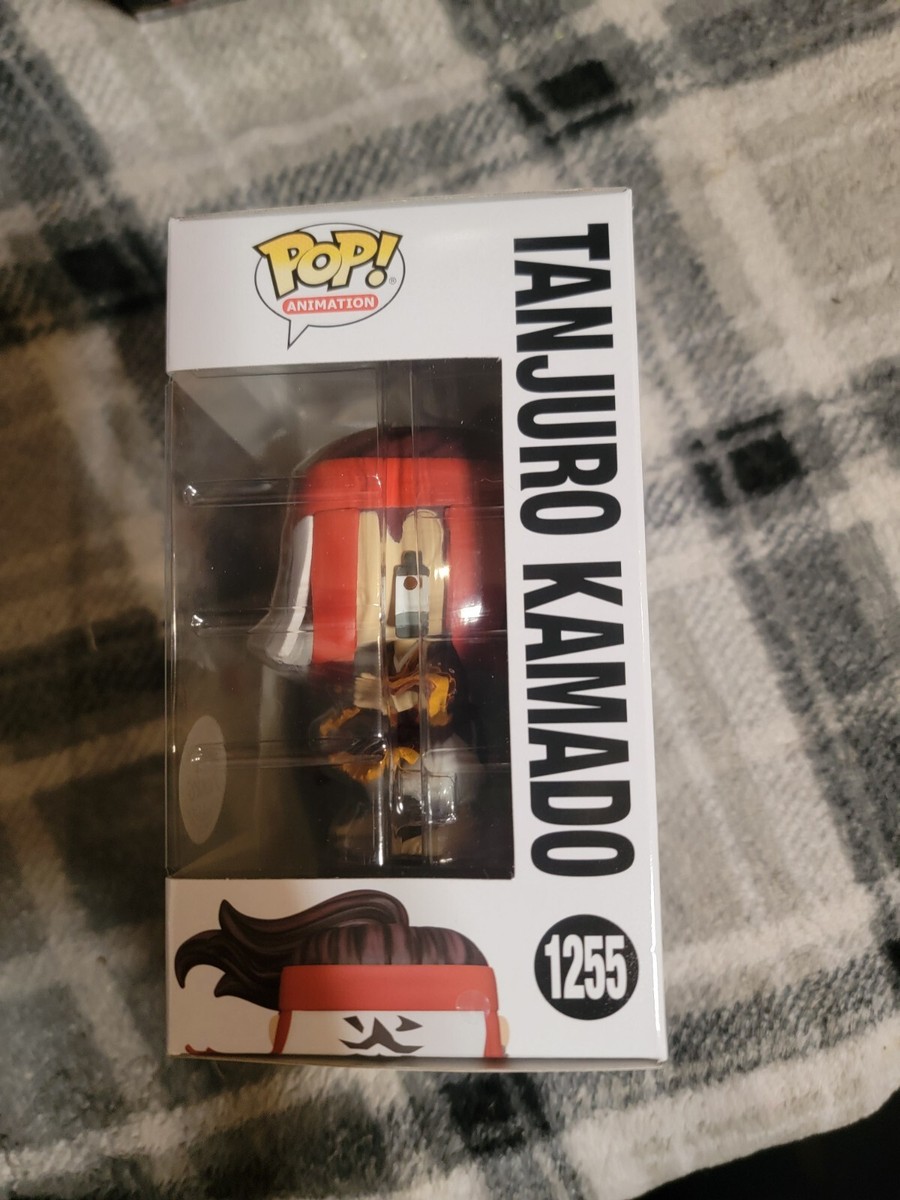 POP!
ANIMATION
TANJURO KAMADO
1255